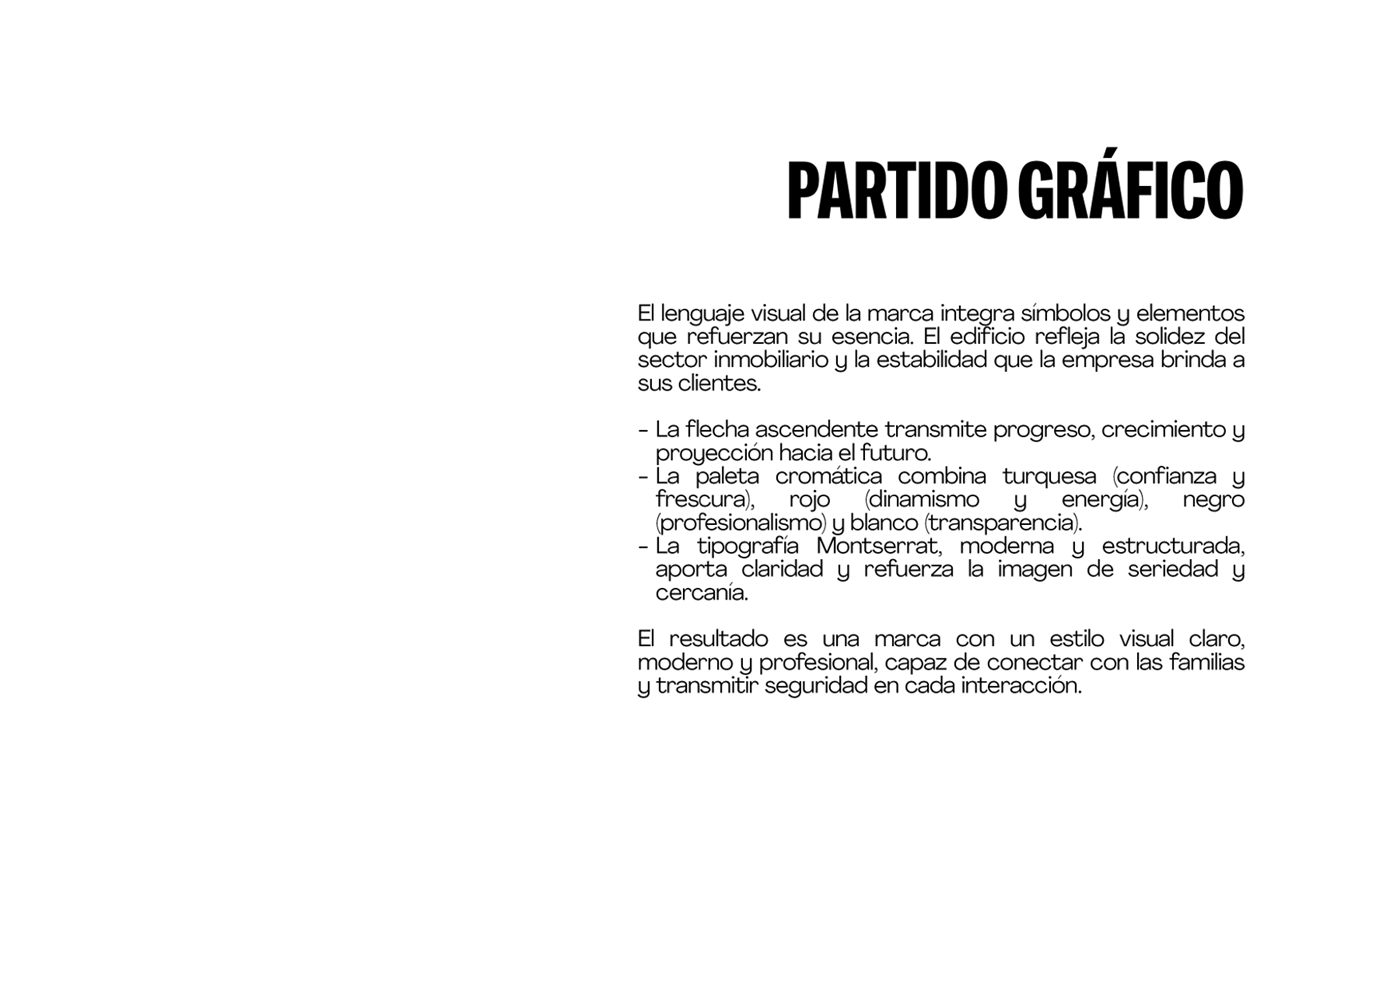 PARTIDO GRÁFICO
El lenguaje visual de la marca integra símbolos y elementos
que refuerzan su esencia. El edificio refleja la solidez del
sector inmobiliario y la estabilidad que la empresa brinda a
sus clientes.
- La flecha ascendente transmite progreso, crecimiento y
proyección hacia el futuro.
- La paleta cromática combina turquesa (confianza y
frescura), rojo (dinamismo y energía), negro
(profesionalismo) y blanco (transparencia).
- La tipografía Montserrat, moderna y estructurada,
aporta claridad y refuerza la imagen de seriedad y
cercanía.
El resultado es una marca con un estilo visual claro,
moderno y profesional, capaz de conectar con las familias
y transmitir seguridad en cada interacción.